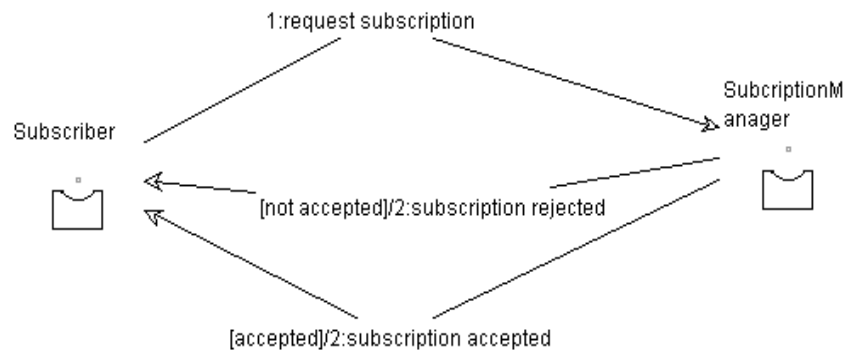 1:request subscription
SubcriptionM
anager
Subscriber
[not accepted]/2:subscription rejected
[accepted]/2:subscription accepted